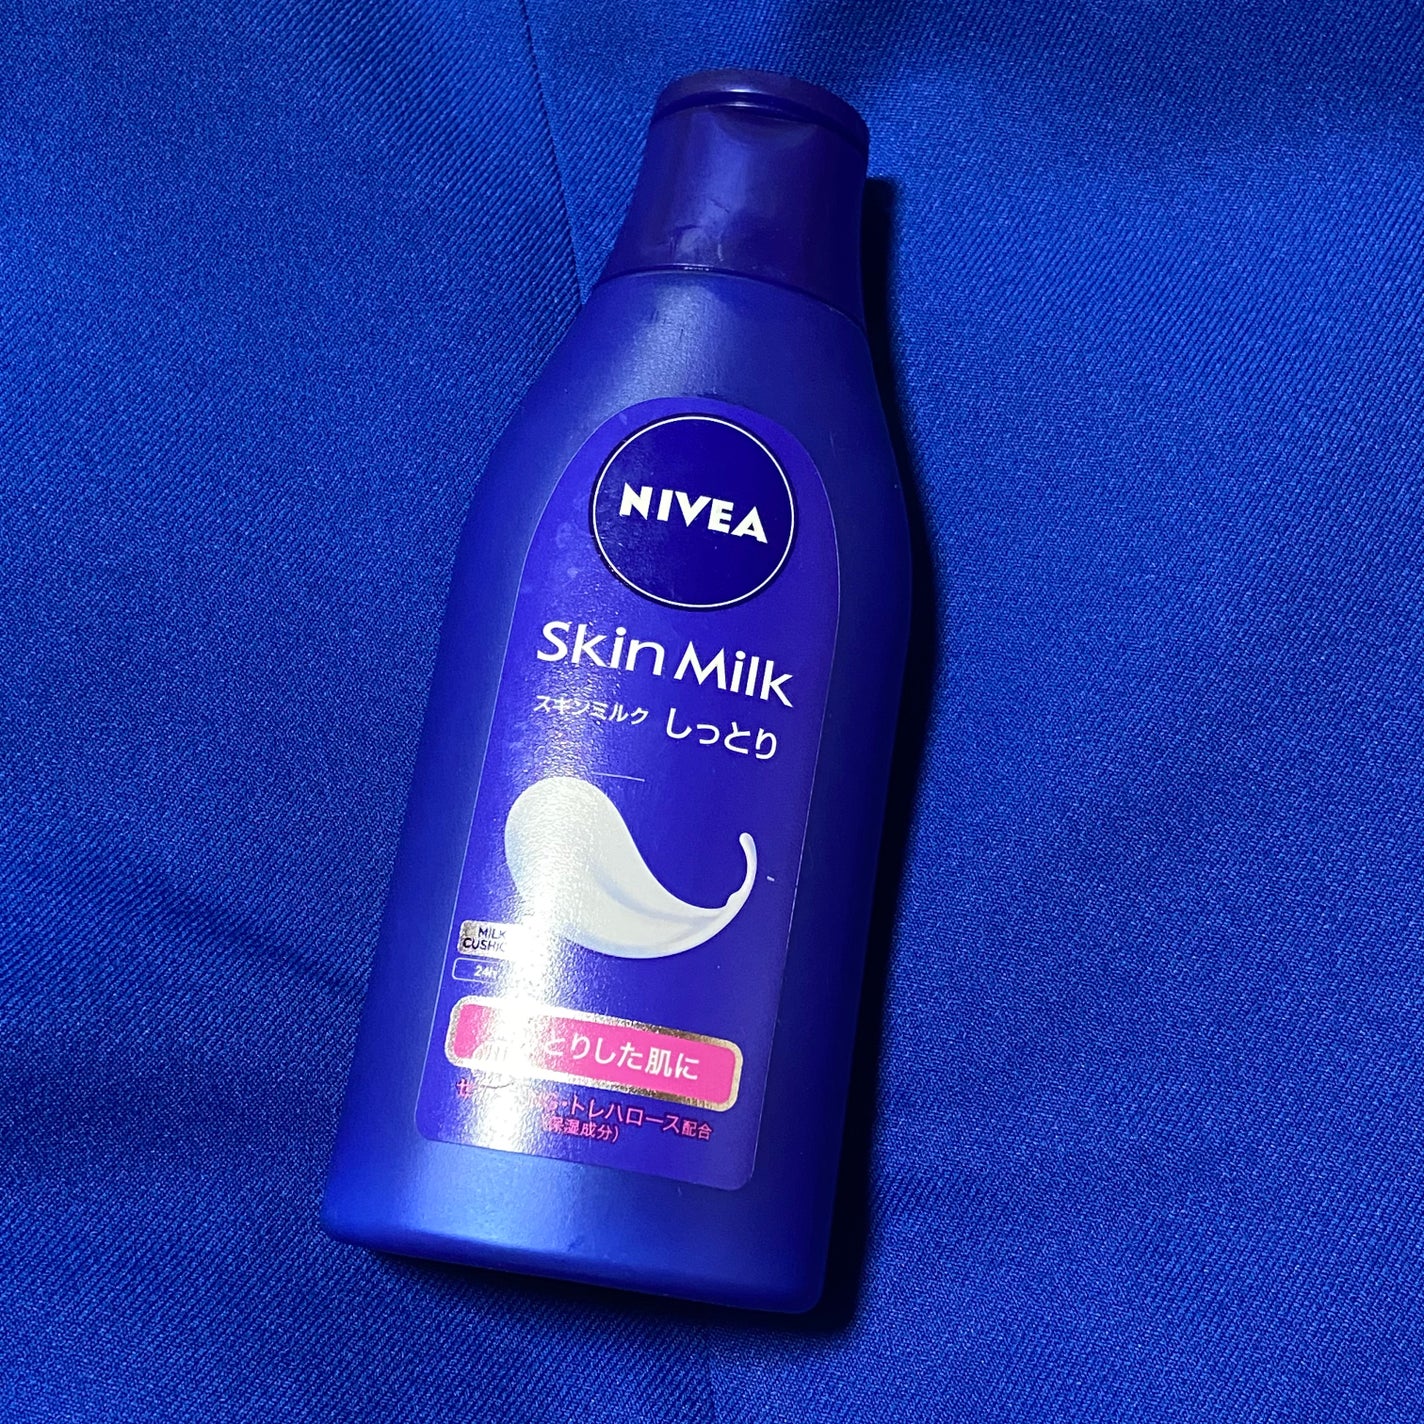 NIVEA
Skin Milk
スキンミルク しっとり
とりした肌に
トレハロース配合
保湿成分)